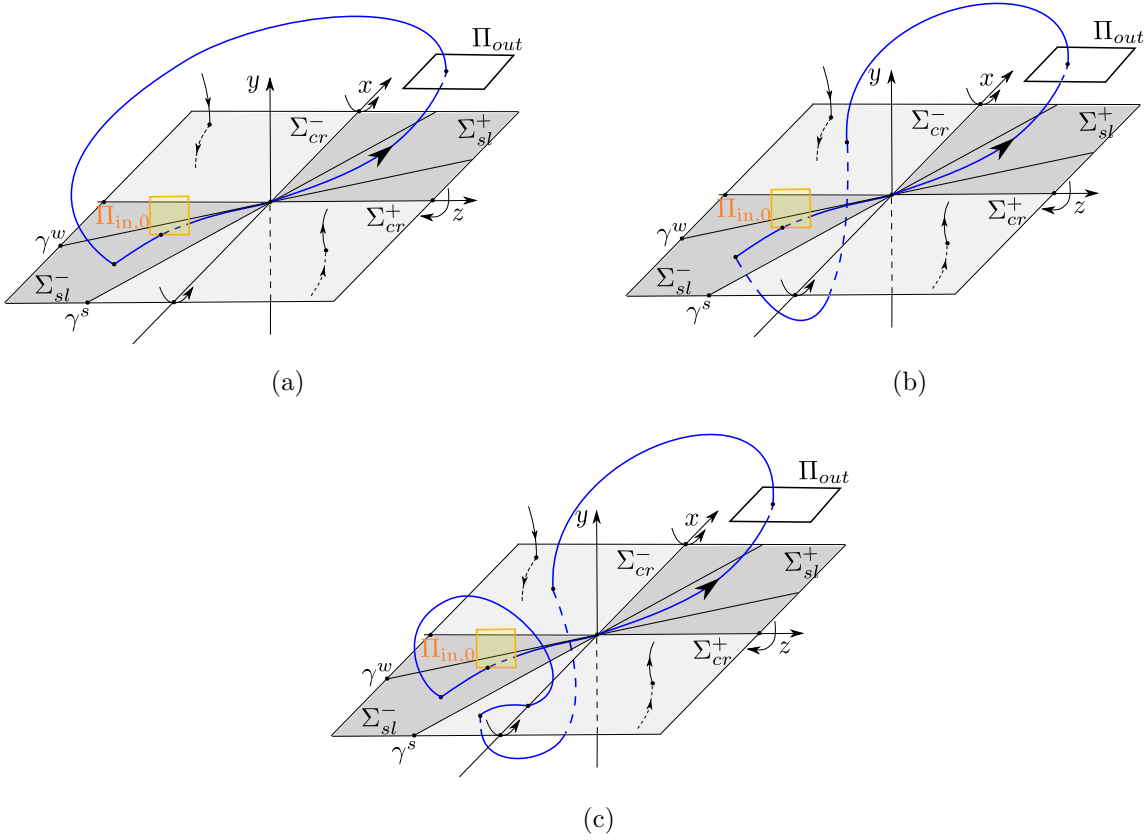 Π_out
y
x
Σ_cr^-
Σ_sl^+
Π_in,0
Σ_cr^+
z
γ^w
Σ_sl^-
γ^s
(a)
Π_out
y
x
Σ_cr^-
Σ_sl^+
Π_in,0
Σ_cr^+
z
γ^w
Σ_sl^-
γ^s
(b)
Π_out
y
x
Σ_cr^-
Σ_sl^+
Π_in,0
Σ_cr^+
z
γ^w
Σ_sl^-
γ^s
(c)